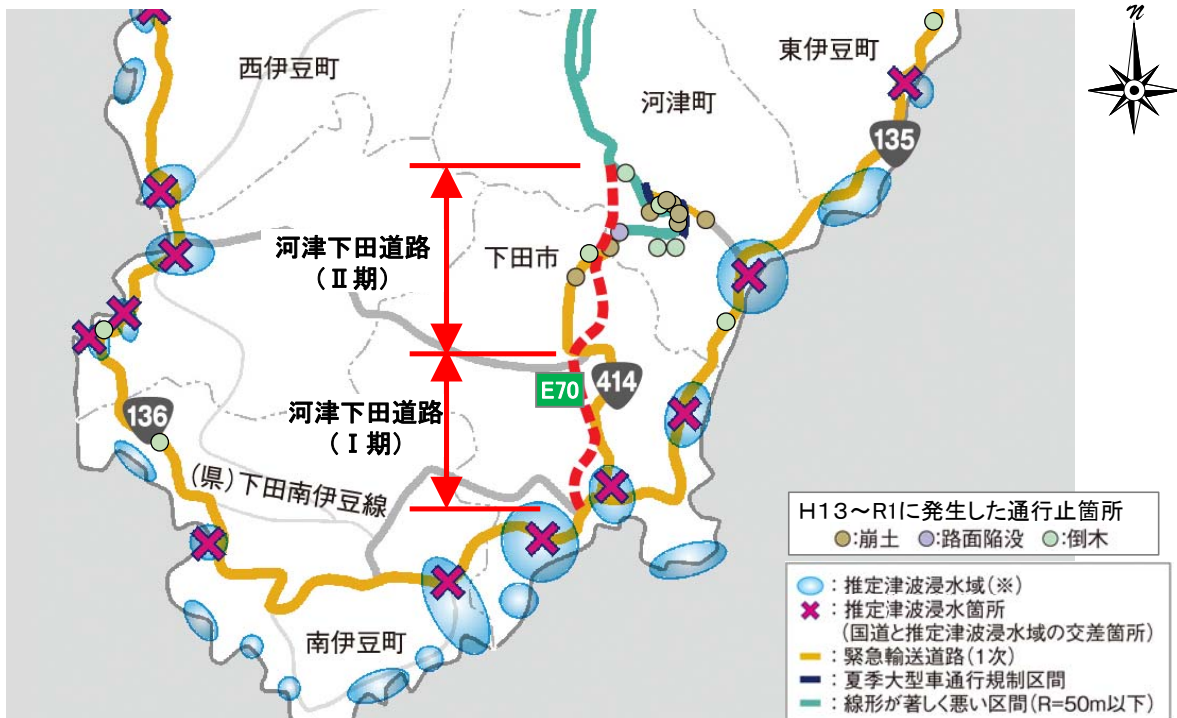 N
西伊豆町
東伊豆町
河津町
135
河津下田道路
（Ⅱ期）
下田市
E70
414
河津下田道路
（Ⅰ期）
136
(県)下田南伊豆線
南伊豆町
H13～R1に発生した通行止箇所
:崩土 :路面陥没 :倒木
：推定津波浸水域(※)
：推定津波浸水箇所
(国道と推定津波浸水域の交差箇所)
：緊急輸送道路(1次)
：夏季大型車通行規制区間
：線形が著しく悪い区間(R=50m以下)